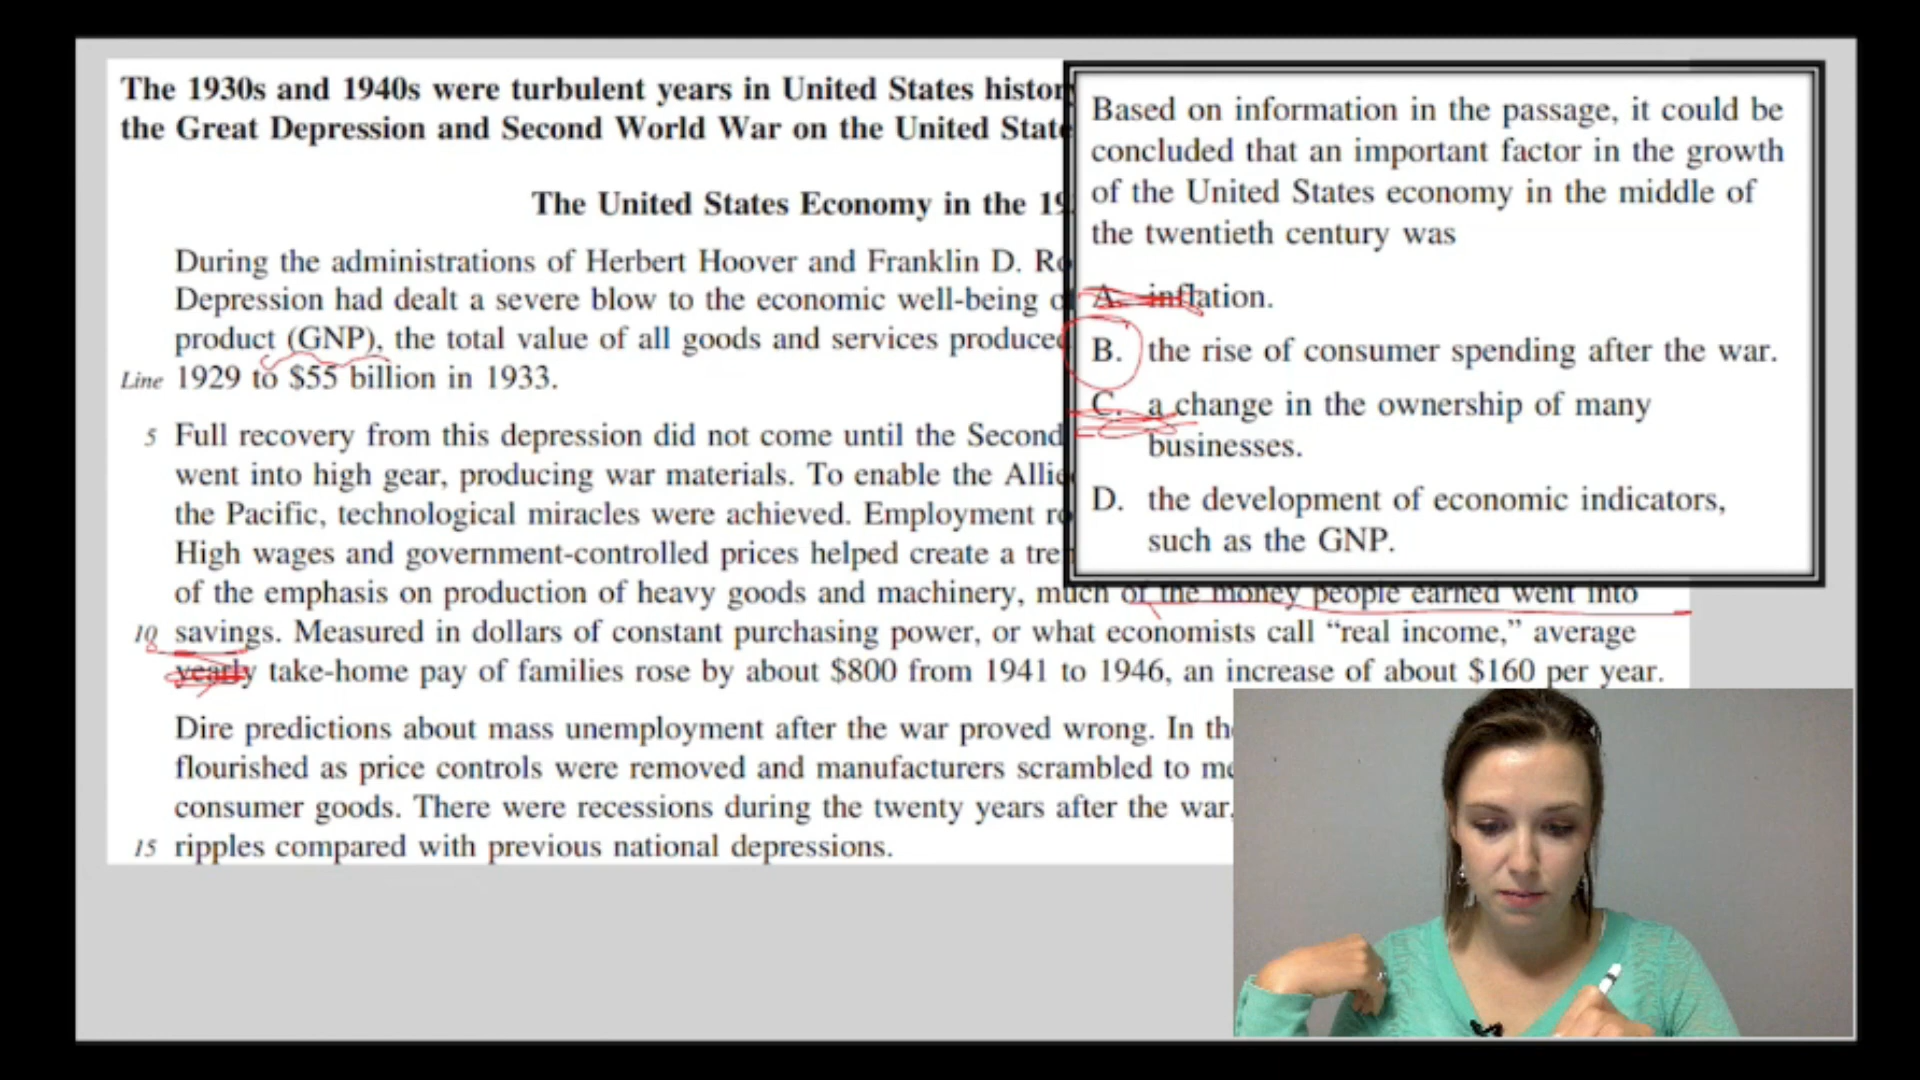 The 1930s and 1940s were turbulent years in United States histor
the Great Depression and Second World War on the United State
The United States Economy in the 19
During the administrations of Herbert Hoover and Franklin D. Ro
Depression had dealt a severe blow to the economic well-being o
product (GNP), the total value of all goods and services produced
Line 1929 to $55 billion in 1933.
5 Full recovery from this depression did not come until the Second
went into high gear, producing war materials. To enable the Allie
the Pacific, technological miracles were achieved. Employment ro
High wages and government-controlled prices helped create a tren
of the emphasis on production of heavy goods and machinery, much of the money people earned went into
10 savings. Measured in dollars of constant purchasing power, or what economists call “real income,” average
yearly take-home pay of families rose by about $800 from 1941 to 1946, an increase of about $160 per year.
Dire predictions about mass unemployment after the war proved wrong. In the
flourished as price controls were removed and manufacturers scrambled to me
consumer goods. There were recessions during the twenty years after the war,
15 ripples compared with previous national depressions.
Based on information in the passage, it could be
concluded that an important factor in the growth
of the United States economy in the middle of
the twentieth century was
A. inflation.
B. the rise of consumer spending after the war.
C. a change in the ownership of many
businesses.
D. the development of economic indicators,
such as the GNP.